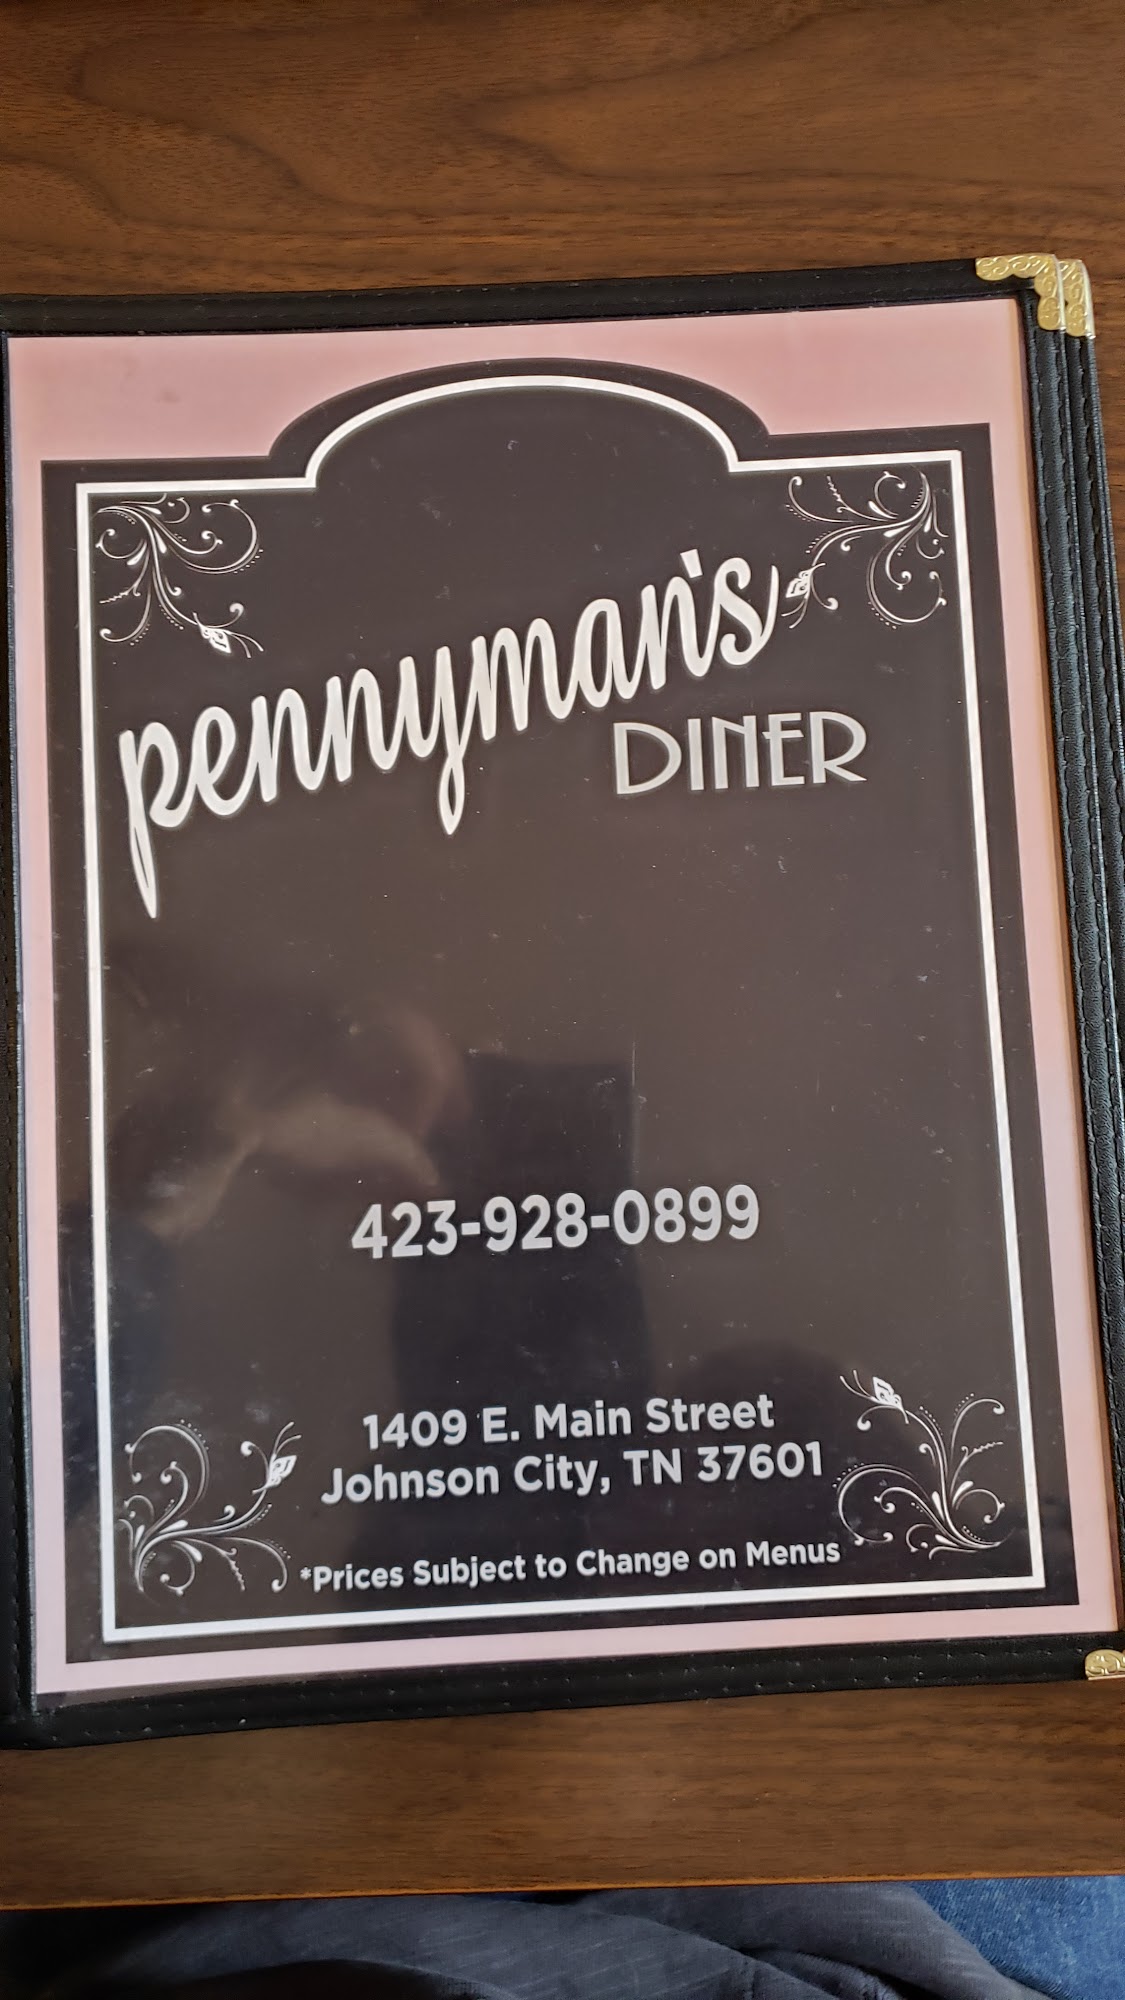 pennyman's
DINER
423-928-0899
1409 E. Main Street
Johnson City, TN 37601
*Prices Subject to Change on Menus